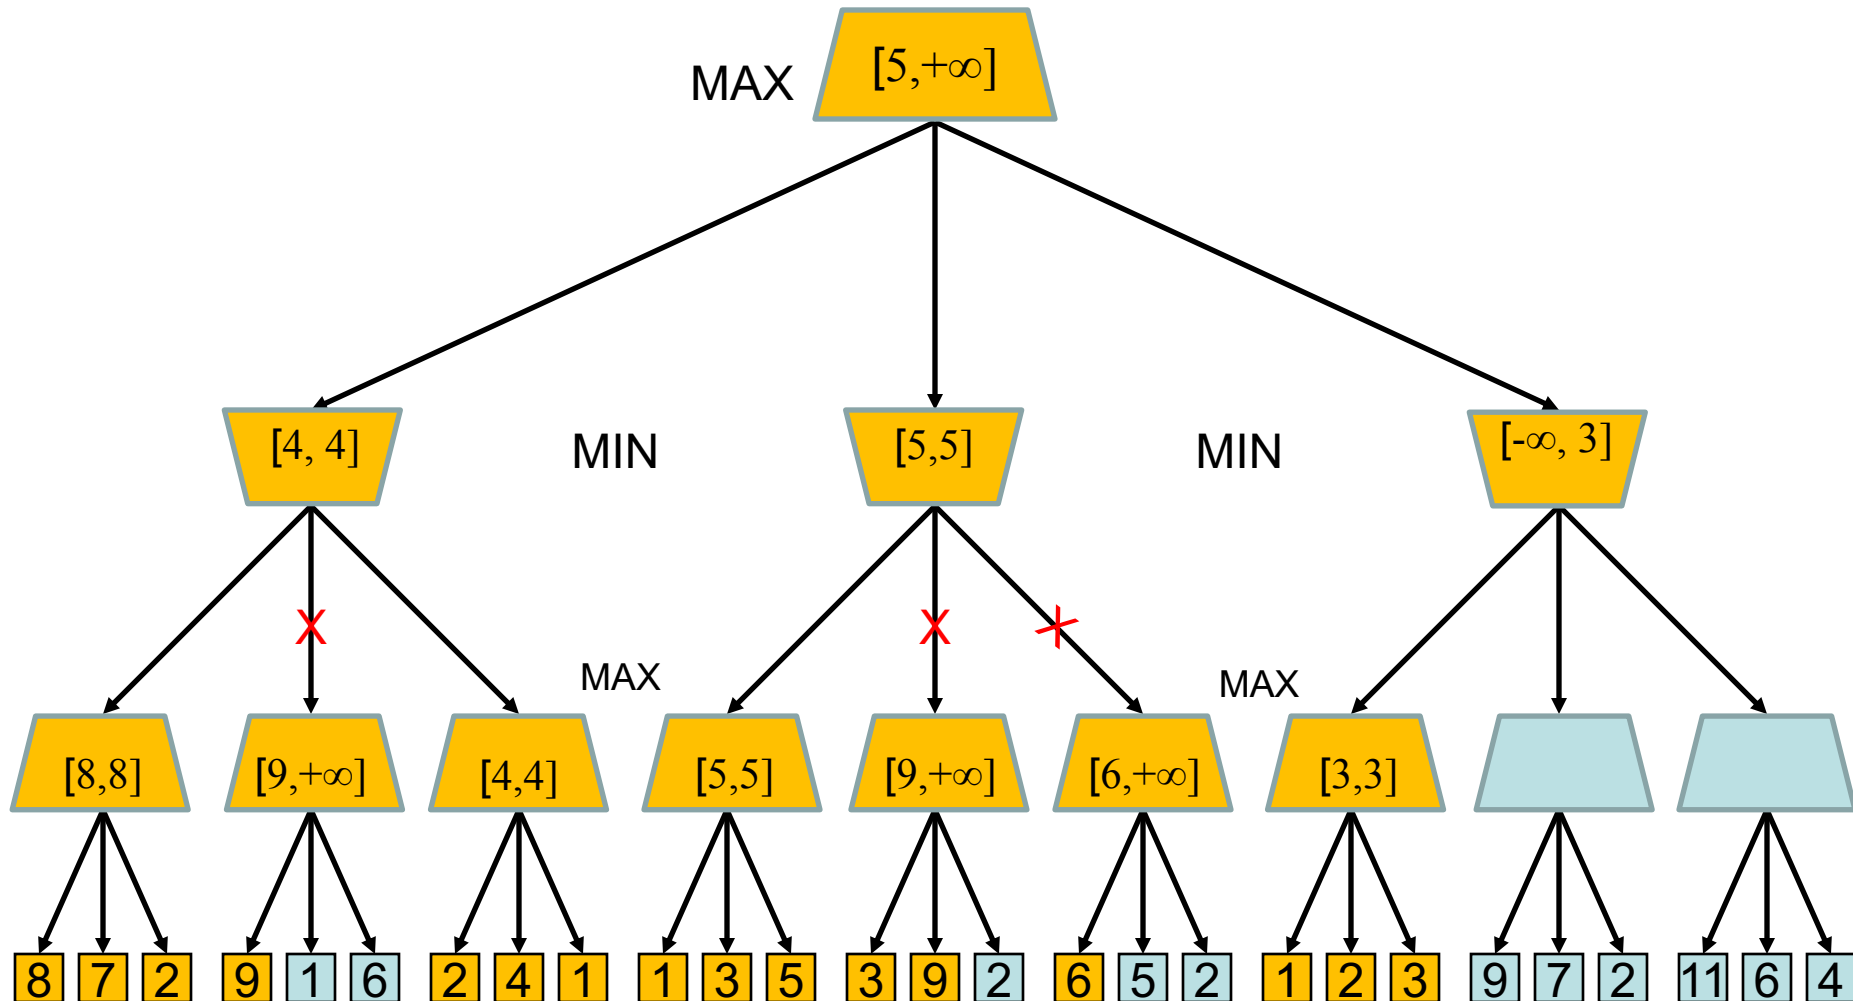 MAX [5,+∞]
[4, 4] MIN [5,5] MIN [-∞, 3]
X X X
MAX MAX
[8,8] [9,+∞] [4,4] [5,5] [9,+∞] [6,+∞] [3,3]
8 7 2 9 1 6 2 4 1 1 3 5 3 9 2 6 5 2 1 2 3 9 7 2 11 6 4